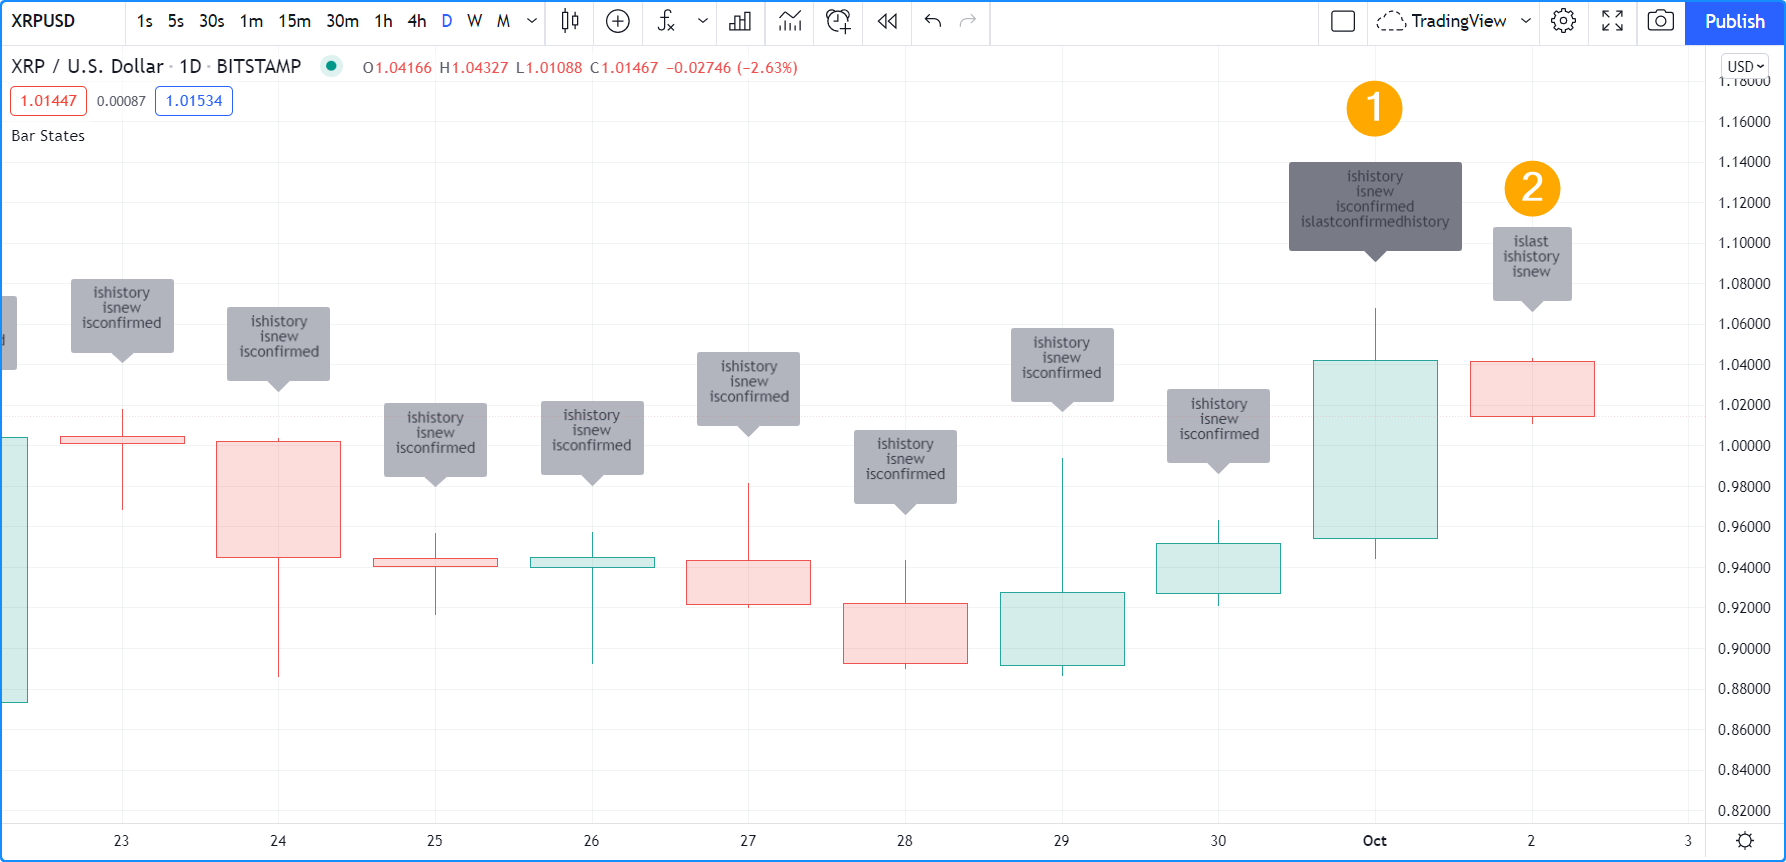 XRPUSD 1s 5s 30s 1m 15m 30m 1h 4h D W M TradingView Publish
XRP / U.S. Dollar · 1D · BITSTAMP O1.04166 H1.04327 L1.01088 C1.01467 −0.02746 (−2.63%)
USD
1.01447 0.00087 1.01534
Bar States
1
2
ishistory
isnew
isconfirmed
ishistory
isnew
isconfirmed
ishistory
isnew
isconfirmed
ishistory
isnew
isconfirmed
ishistory
isnew
isconfirmed
ishistory
isnew
isconfirmed
ishistory
isnew
isconfirmed
ishistory
isnew
isconfirmed
ishistory
isnew
isconfirmed
islastconfirmedhistory
islast
ishistory
isnew
1.18000
1.16000
1.14000
1.12000
1.10000
1.08000
1.06000
1.04000
1.02000
1.00000
0.98000
0.96000
0.94000
0.92000
0.90000
0.88000
0.86000
0.84000
0.82000
23 24 25 26 27 28 29 30 Oct 2 3